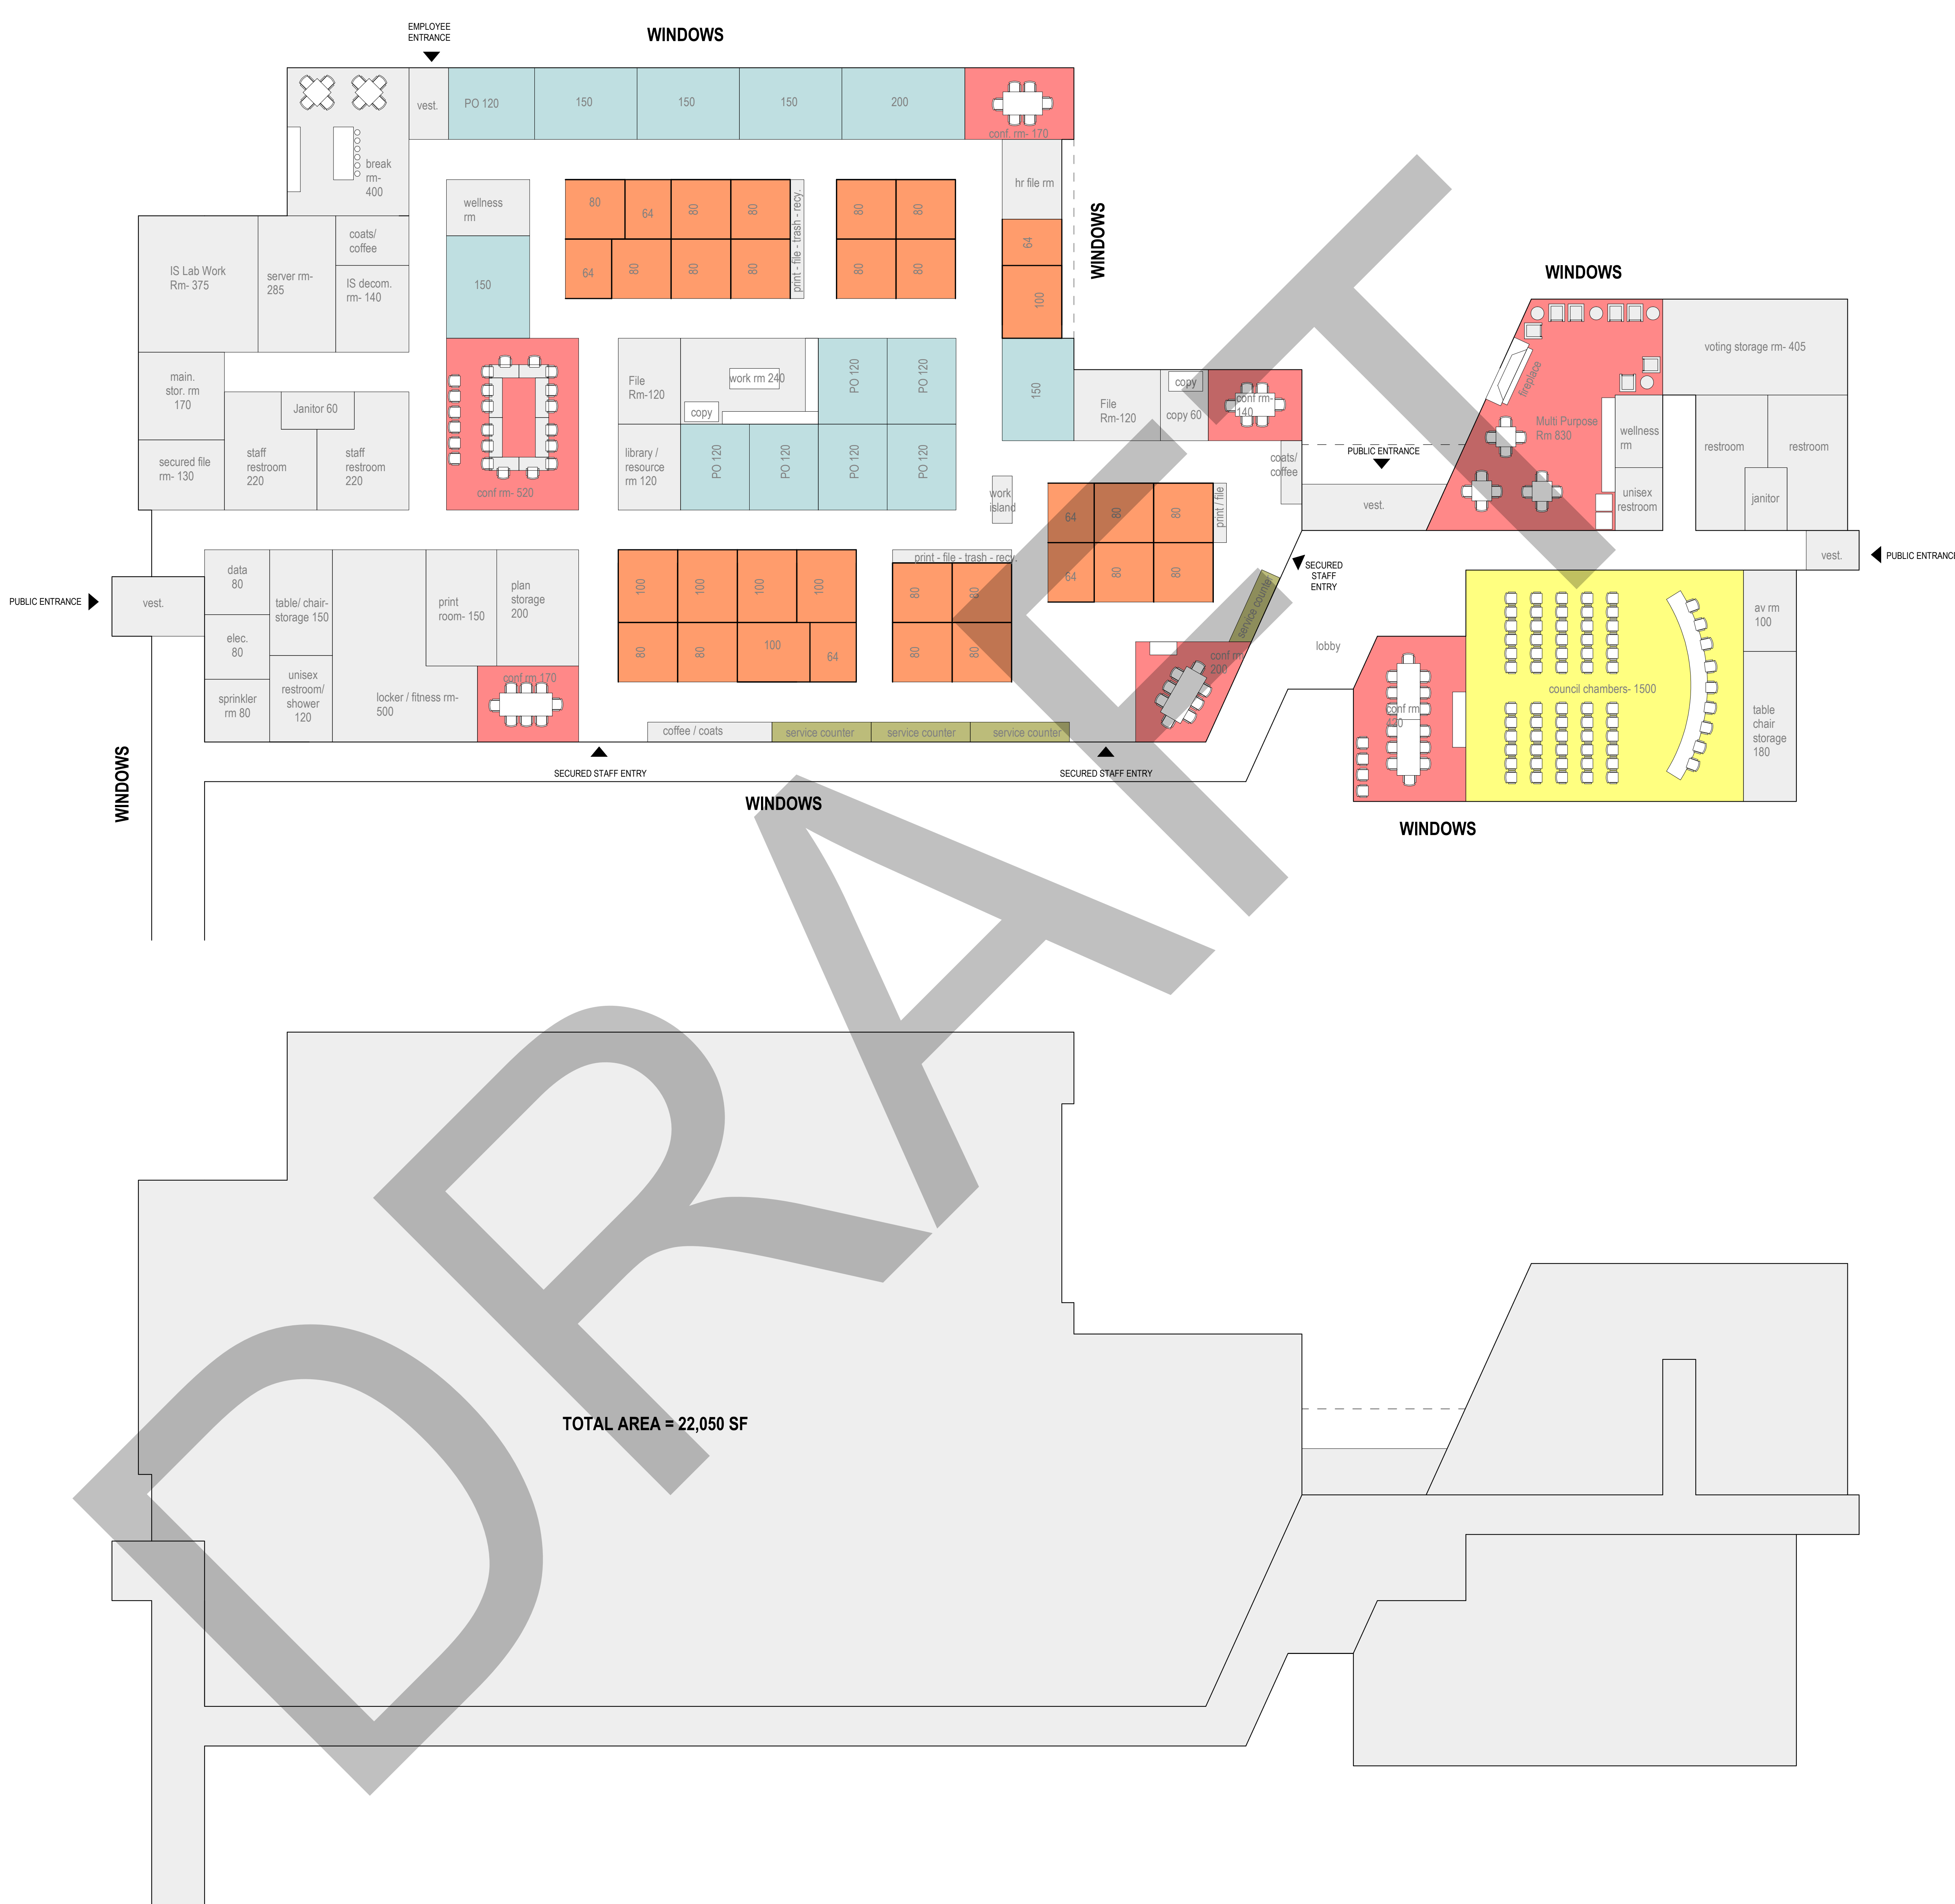 EMPLOYEE
ENTRANCE
WINDOWS
vest.
PO 120
150
150
150
200
conf. rm- 170
break
rm-
400
hr file rm
WINDOWS
64
100
wellness
rm
150
80
64
80
80
64
80
80
80
print - file - trash - recy.
80
80
80
80
IS Lab Work
Rm- 375
server rm-
285
coats/
coffee
IS decom.
rm- 140
main.
stor. rm
170
secured file
rm- 130
Janitor 60
staff
restroom
220
staff
restroom
220
conf rm- 520
File
Rm-120
work rm 240
copy
library /
resource
rm 120
PO 120
PO 120
PO 120
PO 120
PO 120
PO 120
150
File
Rm-120
copy
copy 60
conf rm-
140
coats/
coffee
PUBLIC ENTRANCE
vest.
WINDOWS
fireplace
Multi Purpose
Rm 830
voting storage rm- 405
wellness
rm
unisex
restroom
restroom
restroom
janitor
vest.
PUBLIC ENTRANCE
work
island
64
80
80
64
80
80
print / file
SECURED
STAFF
ENTRY
service counter
lobby
PUBLIC ENTRANCE
vest.
data
80
elec.
80
sprinkler
rm 80
table/ chair-
storage 150
unisex
restroom/
shower
120
locker / fitness rm-
500
print
room- 150
plan
storage
200
conf rm 170
100
100
100
100
80
80
100
64
print - file - trash - recy.
80
80
80
80
conf rm
200
coffee / coats
service counter
service counter
service counter
SECURED STAFF ENTRY
SECURED STAFF ENTRY
WINDOWS
WINDOWS
conf rm
420
council chambers- 1500
av rm
100
table
chair
storage
180
WINDOWS
TOTAL AREA = 22,050 SF
DRAFT